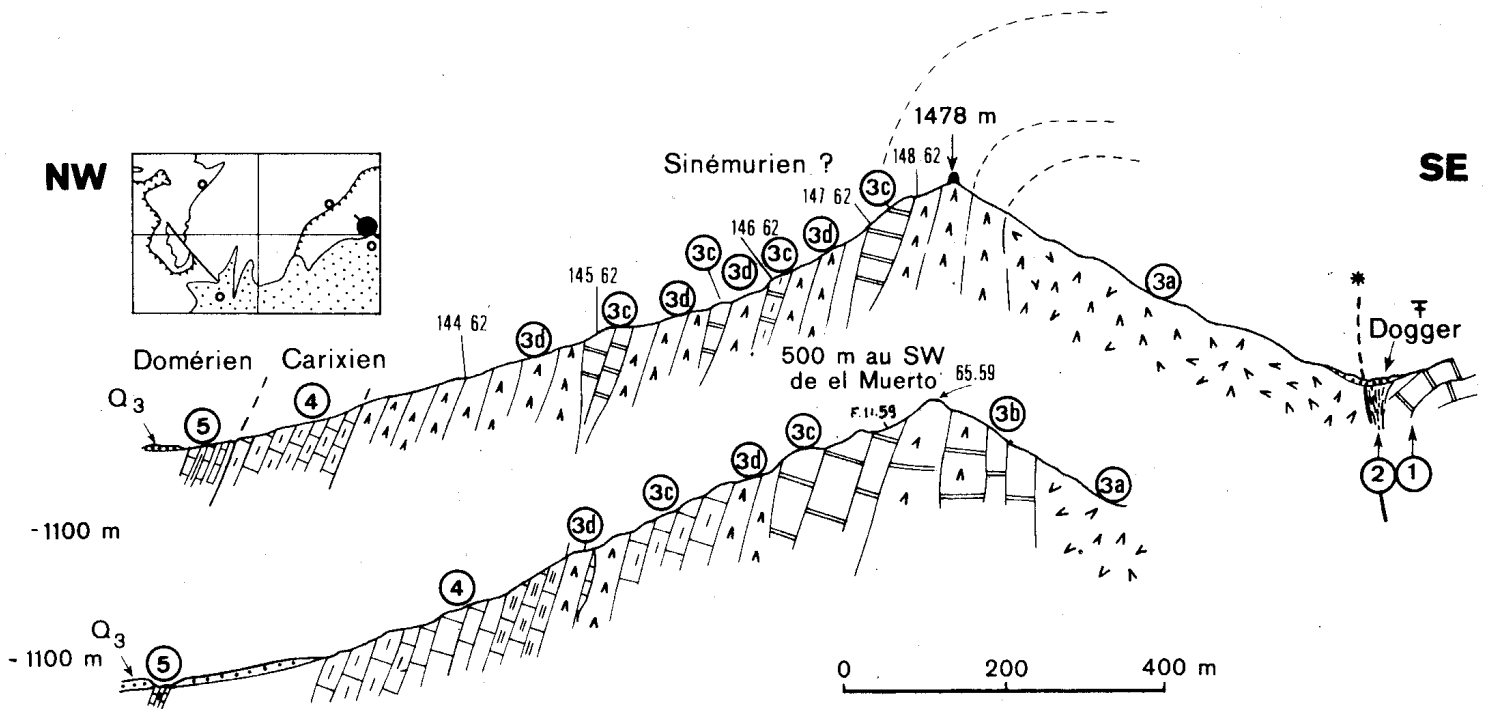 1478 m
NW
SE
Sinémurien ?
148 62
3c
147 62
3d
3c
146 62
3d
3c
3a
*
145 62
3c
3d
Dogger
144 62
3d
Domérien
Carixien
500 m au SW
de el Muerto
65.59
F.11.59
3b
Q3
5
4
3c
2
1
3d
3a
3c
-1100 m
3d
4
Q3
-1100 m
5
0
200
400 m